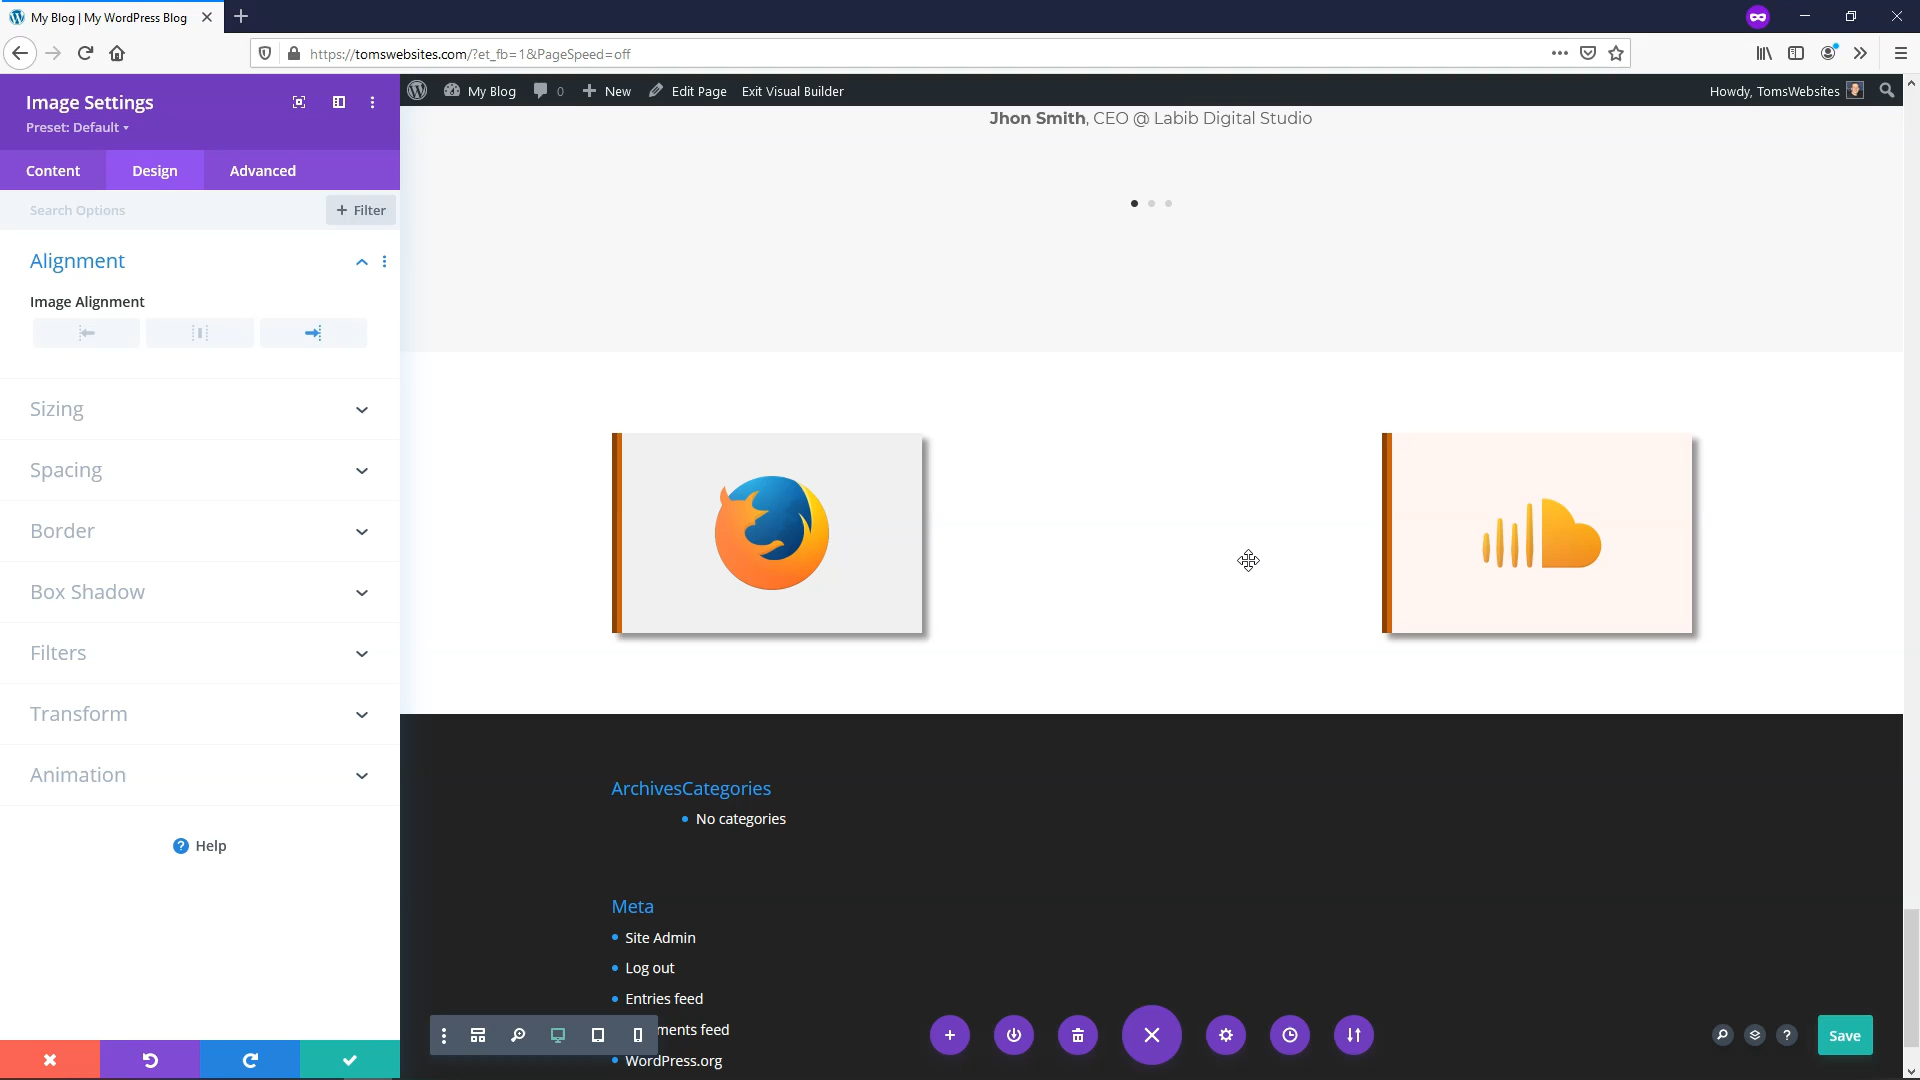 My Blog | My WordPress Blog
https://tomswebsites.com/?et_fb=1&PageSpeed=off
Image Settings
Preset: Default
Content Design Advanced
Search Options
+ Filter
Alignment
Image Alignment
Sizing
Spacing
Border
Box Shadow
Filters
Transform
Animation
? Help
My Blog 0 + New Edit Page Exit Visual Builder
Howdy, TomsWebsites
Jhon Smith, CEO @ Labib Digital Studio
ArchivesCategories
No categories
Meta
Site Admin
Log out
Entries feed
ments feed
WordPress.org
?
Save